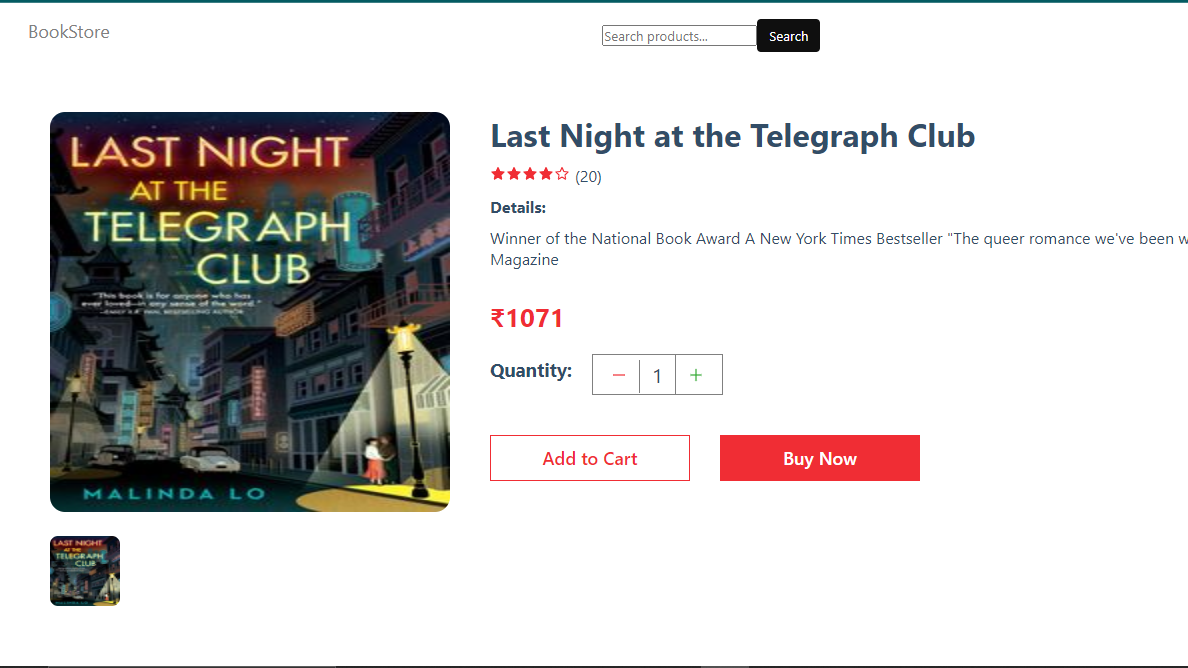 BookStore
Search products...
Search
LAST NIGHT
AT THE
TELEGRAPH
CLUB
"This book is for anyone who has
ever loved—in any sense of the word."
BESTSELLING AUTHOR
MALINDA LO
LAST NIGHT
AT THE
TELEGRAPH
CLUB
Last Night at the Telegraph Club
(20)
Details:
Winner of the National Book Award A New York Times Bestseller "The queer romance we've been w
Magazine
₹1071
Quantity:
1
Add to Cart
Buy Now